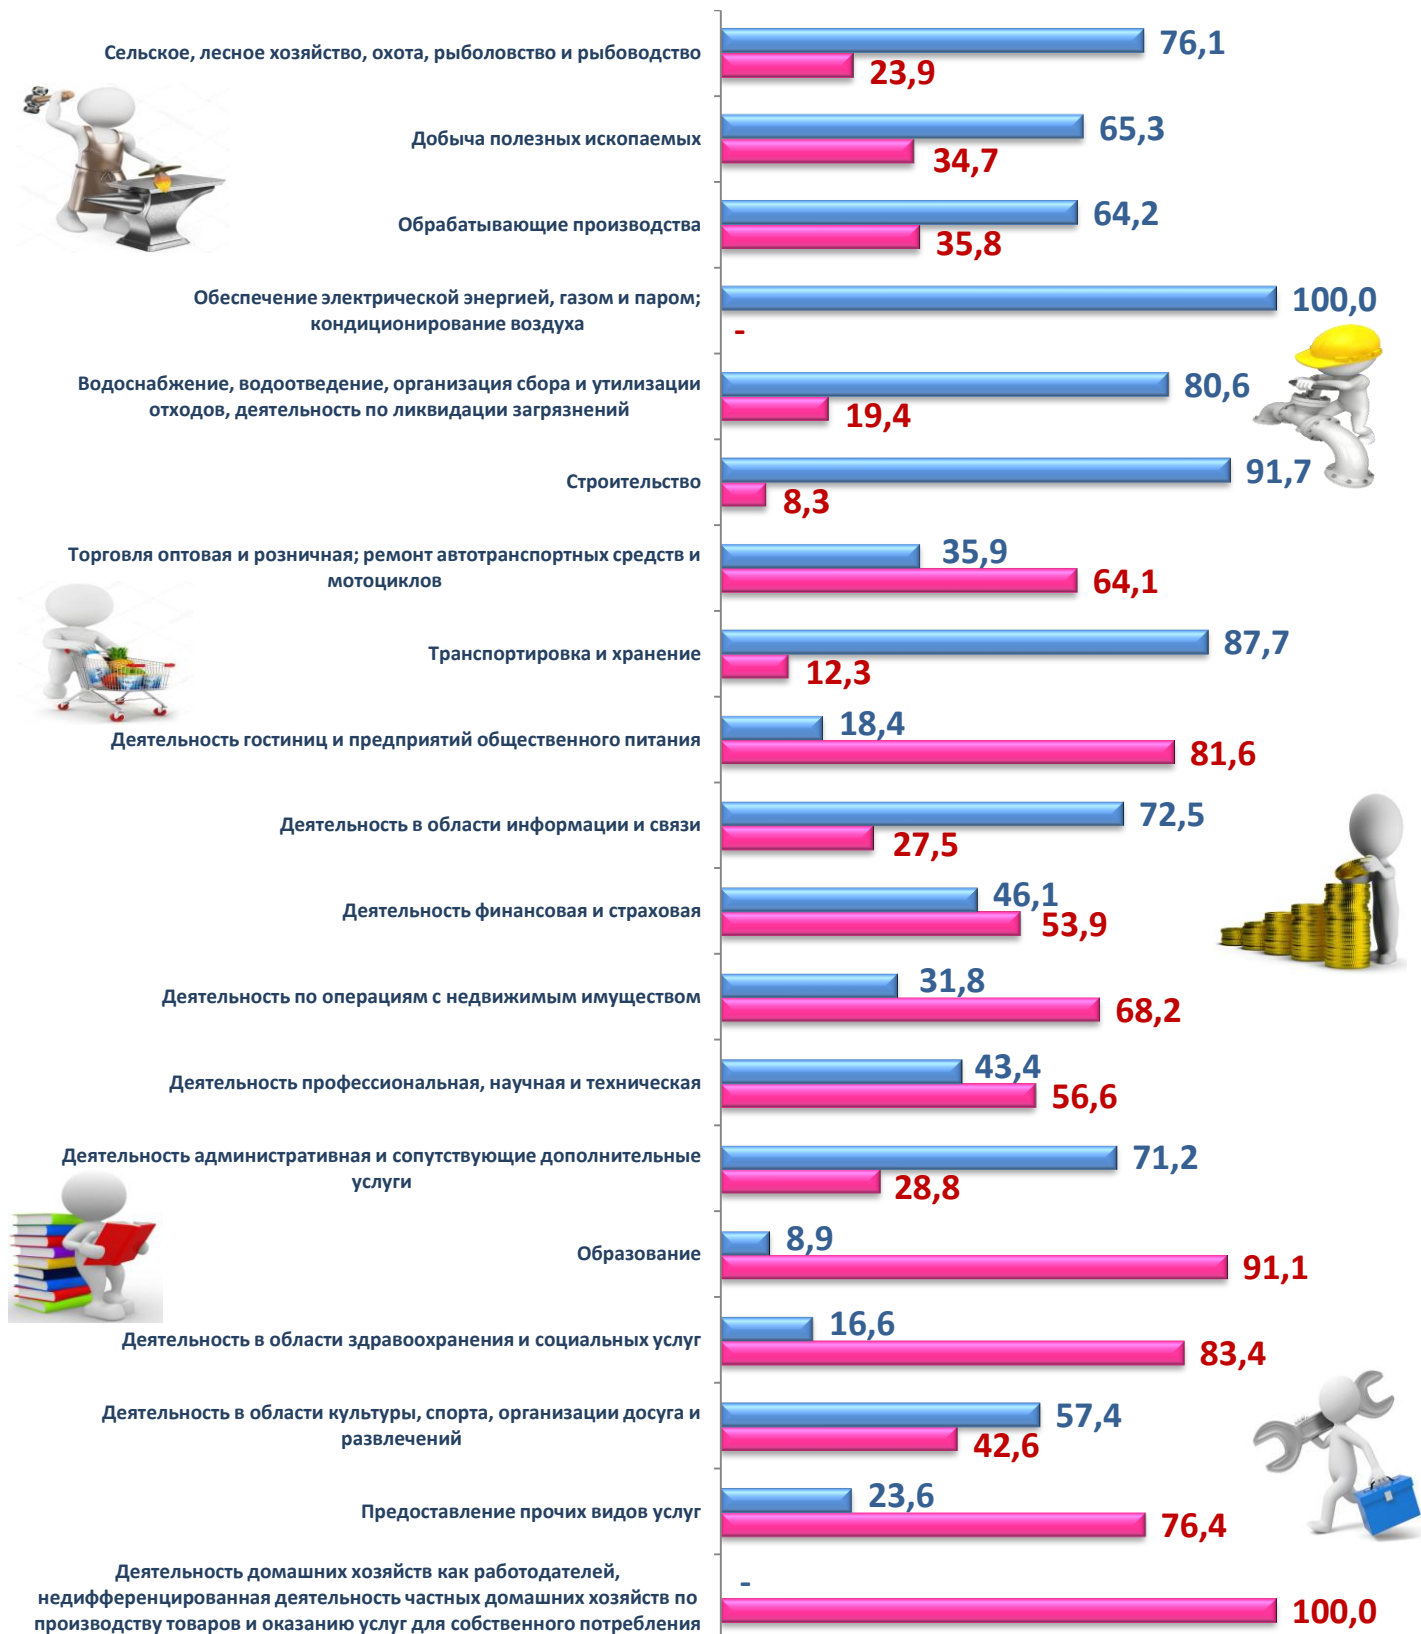 Сельское, лесное хозяйство, охота, рыболовство и рыбоводство
76,1
23,9
Добыча полезных ископаемых
65,3
34,7
Обрабатывающие производства
64,2
35,8
Обеспечение электрической энергией, газом и паром;
кондиционирование воздуха
100,0
-
Водоснабжение, водоотведение, организация сбора и утилизации
отходов, деятельность по ликвидации загрязнений
80,6
19,4
Строительство
91,7
8,3
Торговля оптовая и розничная; ремонт автотранспортных средств и
мотоциклов
35,9
64,1
Транспортировка и хранение
87,7
12,3
Деятельность гостиниц и предприятий общественного питания
18,4
81,6
Деятельность в области информации и связи
72,5
27,5
Деятельность финансовая и страховая
46,1
53,9
Деятельность по операциям с недвижимым имуществом
31,8
68,2
Деятельность профессиональная, научная и техническая
43,4
56,6
Деятельность административная и сопутствующие дополнительные
услуги
71,2
28,8
Образование
8,9
91,1
Деятельность в области здравоохранения и социальных услуг
16,6
83,4
Деятельность в области культуры, спорта, организации досуга и
развлечений
57,4
42,6
Предоставление прочих видов услуг
23,6
76,4
Деятельность домашних хозяйств как работодателей,
недифференцированная деятельность частных домашних хозяйств по
производству товаров и оказанию услуг для собственного потребления
-
100,0